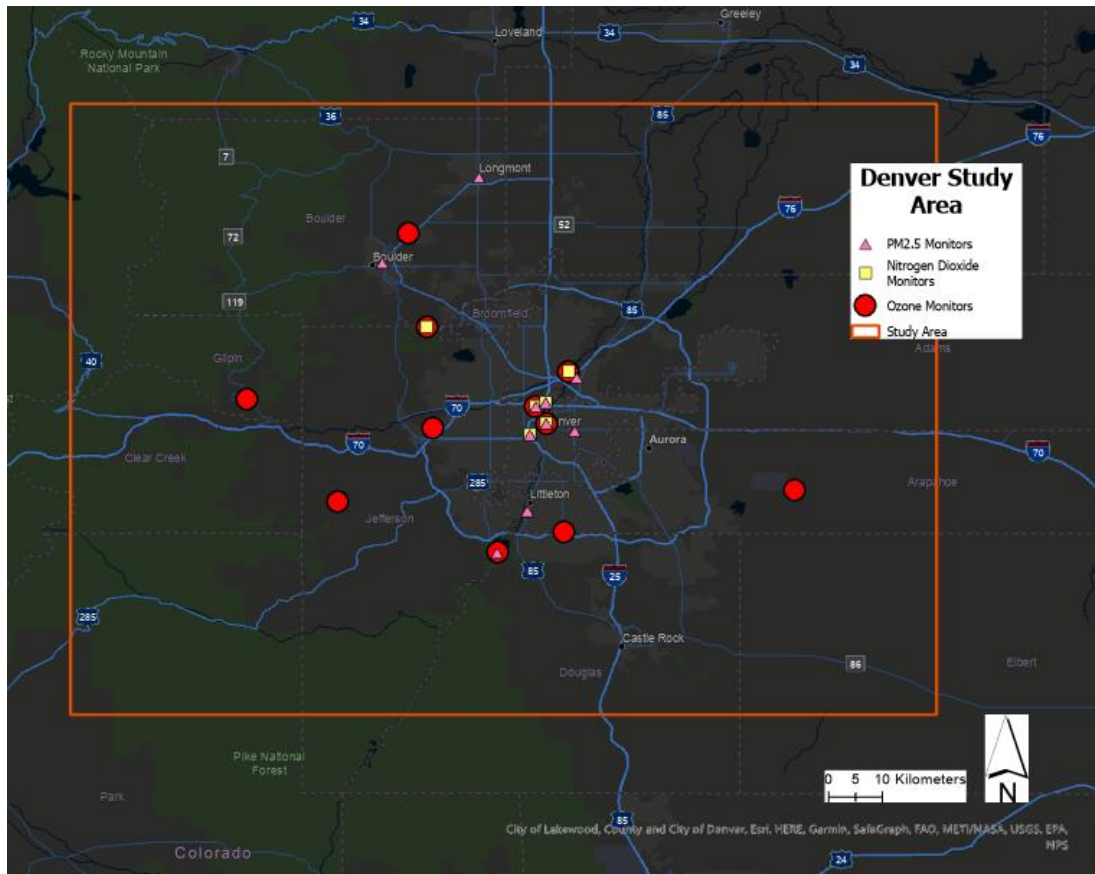 Greeley
34
Loveland
34
Rocky Mountain
National Park
34
36
85
76
7
Longmont
Denver Study
Area
PM2.5 Monitors
Nitrogen Dioxide
Monitors
Ozone Monitors
Study Area
76
Boulder
52
72
Boulder
119
85
Broomfield
Adams
Gilpin
40
70
nver
Aurora
70
70
Clear Creek
285
Littleton
Arapahoe
Jefferson
85
25
285
Castle Rock
86
Elbert
Douglas
Pike National
Forest
0 5 10 Kilometers
N
Park
85
City of Lakewood, County and City of Denver, Esri, HERE, Garmin, SafeGraph, FAO, METI/NASA, USGS, EPA,
NPS
Colorado
24